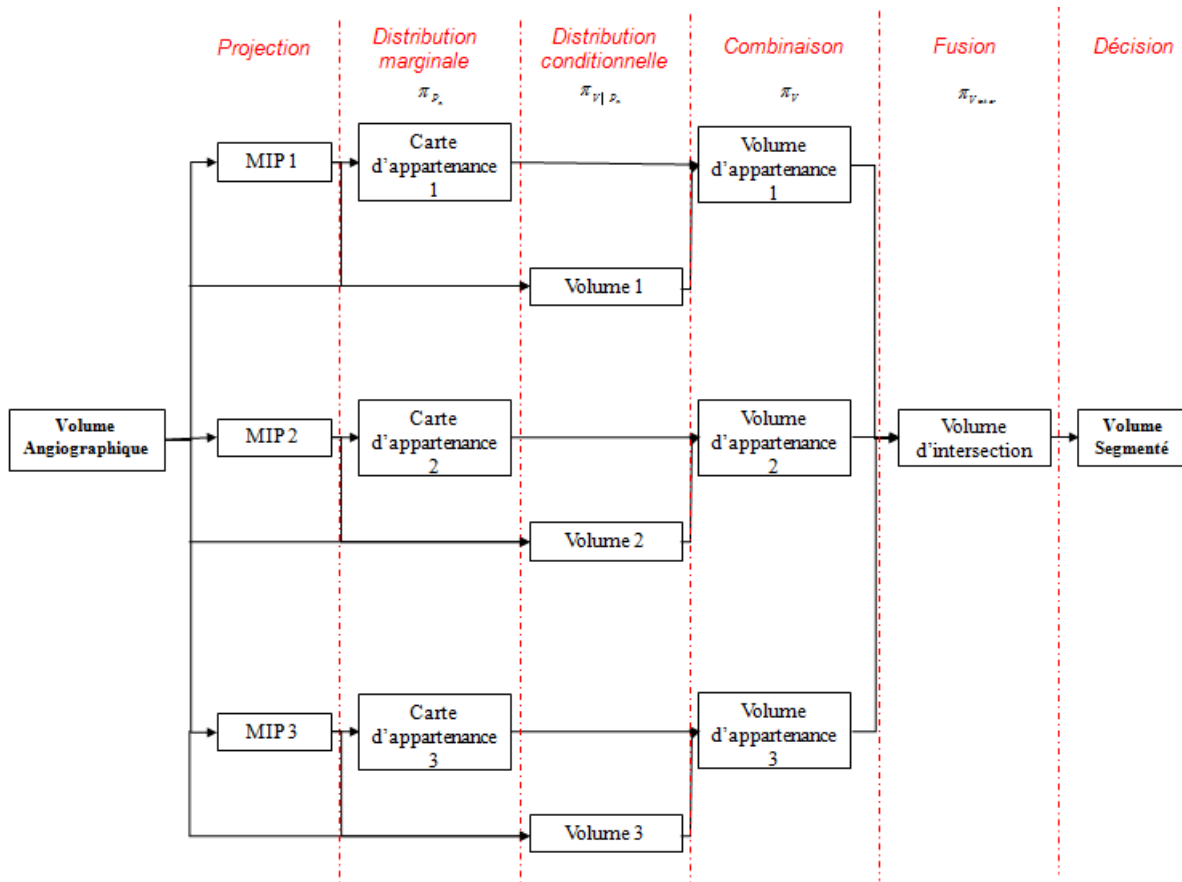 Projection
Distribution
marginale
Distribution
conditionnelle
Combinaison
Fusion
Décision
π P
π V| P
π V
π V
MIP 1
Carte
d'appartenance
1
Volume
d'appartenance
1
Volume 1
Volume
Angiographique
MIP 2
Carte
d'appartenance
2
Volume
d'appartenance
2
Volume
d'intersection
Volume
Segmenté
Volume 2
MIP 3
Carte
d'appartenance
3
Volume
d'appartenance
3
Volume 3